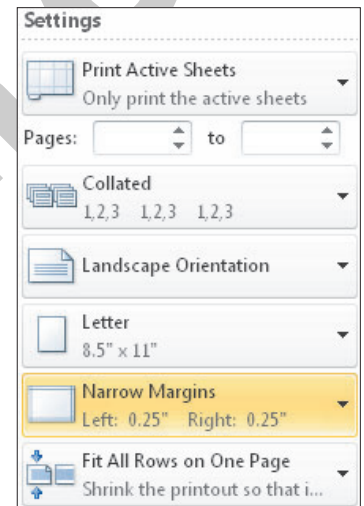 Settings
Print Active Sheets
Only print the active sheets
Pages: to
Collated
1,2,3 1,2,3 1,2,3
Landscape Orientation
Letter
8.5" x 11"
Narrow Margins
Left: 0.25" Right: 0.25"
Fit All Rows on One Page
Shrink the printout so that i...